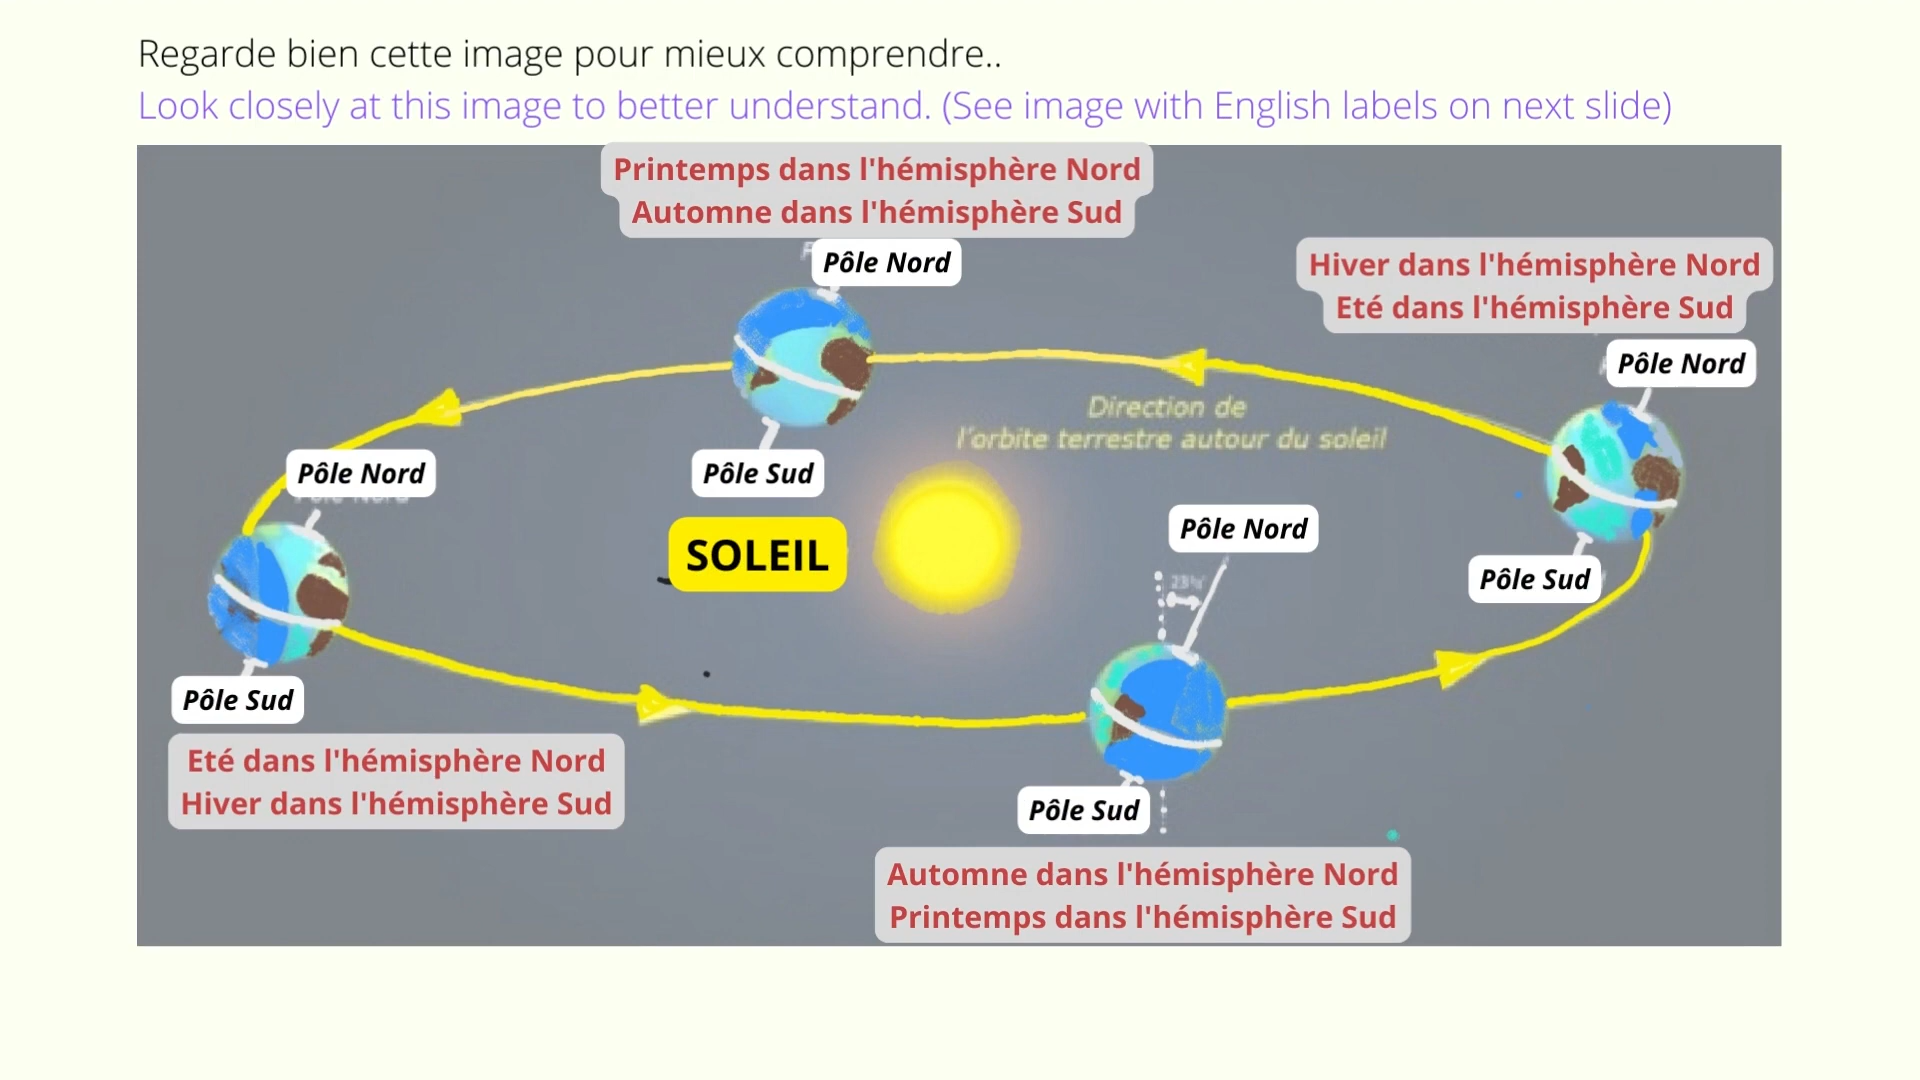 Regarde bien cette image pour mieux comprendre..
Look closely at this image to better understand. (See image with English labels on next slide)
Printemps dans l'hémisphère Nord
Automne dans l'hémisphère Sud
Pôle Nord
Hiver dans l'hémisphère Nord
Eté dans l'hémisphère Sud
Pôle Nord
Direction de
l'orbite terrestre autour du soleil
Pôle Nord
Pôle Sud
SOLEIL
Pôle Nord
Pôle Sud
Pôle Sud
Eté dans l'hémisphère Nord
Hiver dans l'hémisphère Sud
Pôle Sud
Automne dans l'hémisphère Nord
Printemps dans l'hémisphère Sud